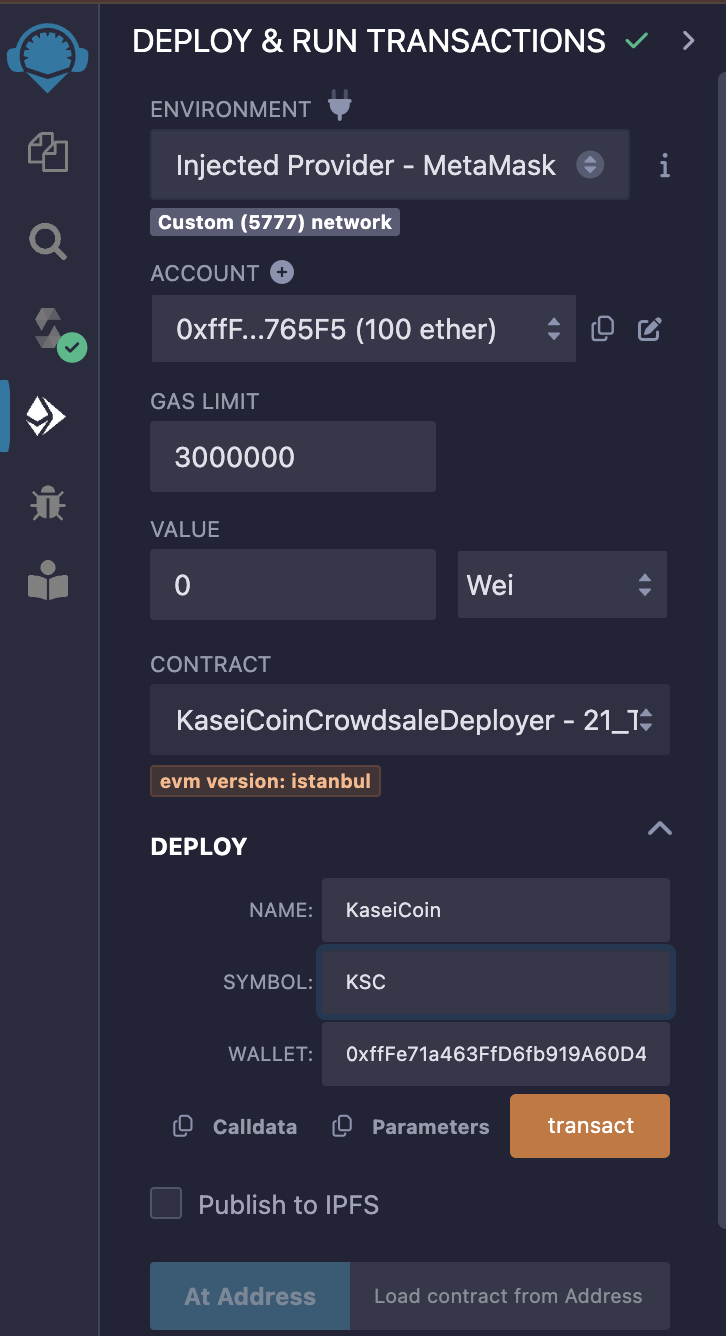 DEPLOY & RUN TRANSACTIONS
ENVIRONMENT
Injected Provider - MetaMask
Custom (5777) network
ACCOUNT
0xffF...765F5 (100 ether)
GAS LIMIT
3000000
VALUE
0 Wei
CONTRACT
KaseiCoinCrowdsaleDeployer - 21_T
evm version: istanbul
DEPLOY
NAME: KaseiCoin
SYMBOL: KSC
WALLET: 0xffFe71a463FfD6fb919A60D4
Calldata Parameters transact
Publish to IPFS
At Address Load contract from Address